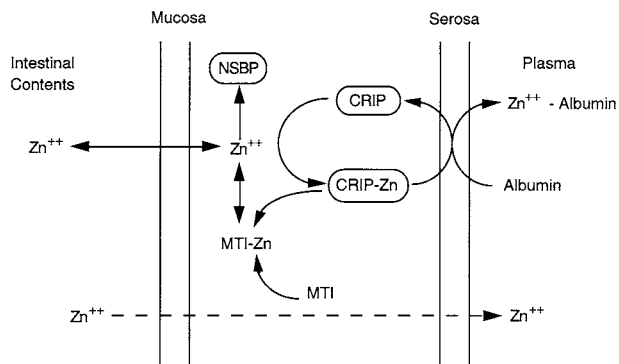 Mucosa
Serosa
Intestinal
Contents
NSBP
Plasma
CRIP
Zn++ - Albumin
Zn++
Zn++
CRIP-Zn
Albumin
MTI-Zn
MTI
Zn++
Zn++